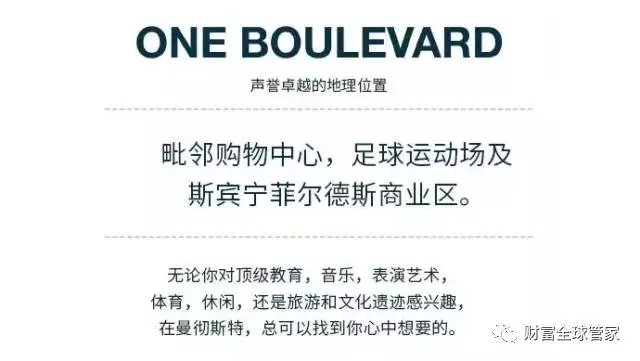 ONE BOULEVARD
声誉卓越的地理位置
毗邻购物中心，足球运动场及
斯宾宁菲尔德斯商业区。
无论你对顶级教育，音乐，表演艺术，
体育，休闲，还是旅游和文化遗迹感兴趣，
在曼彻斯特，总可以找到你心中想要的。
财富全球管家